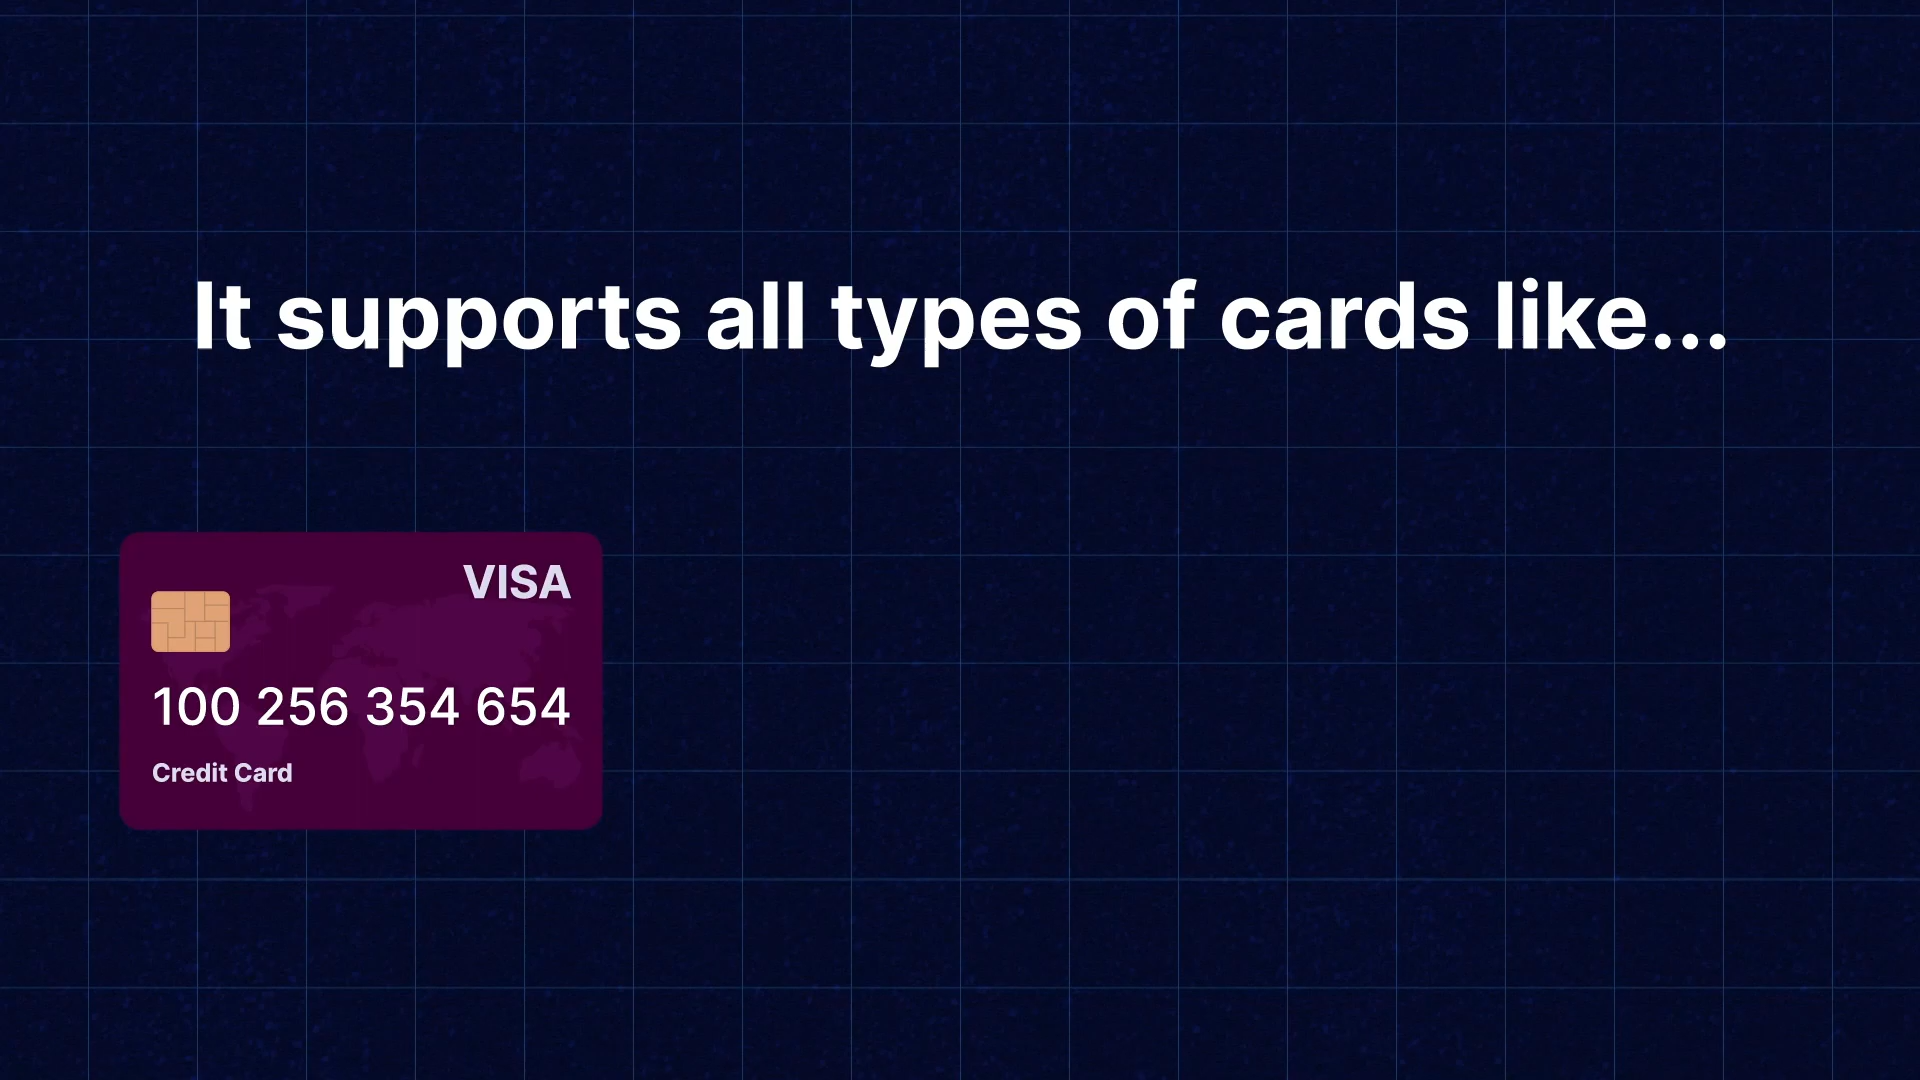 It supports all types of cards like...
VISA
100 256 354 654
Credit Card